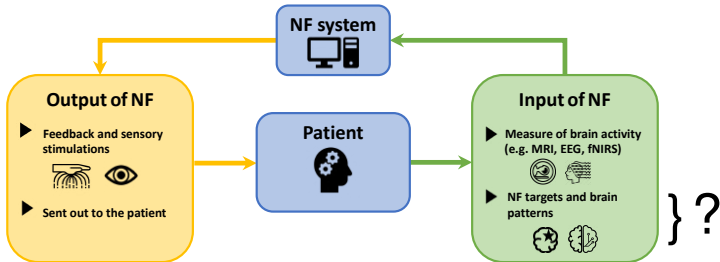 NF system
Output of NF
Feedback and sensory
stimulations
Sent out to the patient
Patient
Input of NF
Measure of brain activity
(e.g. MRI, EEG, fNIRS)
NF targets and brain
patterns
} ?